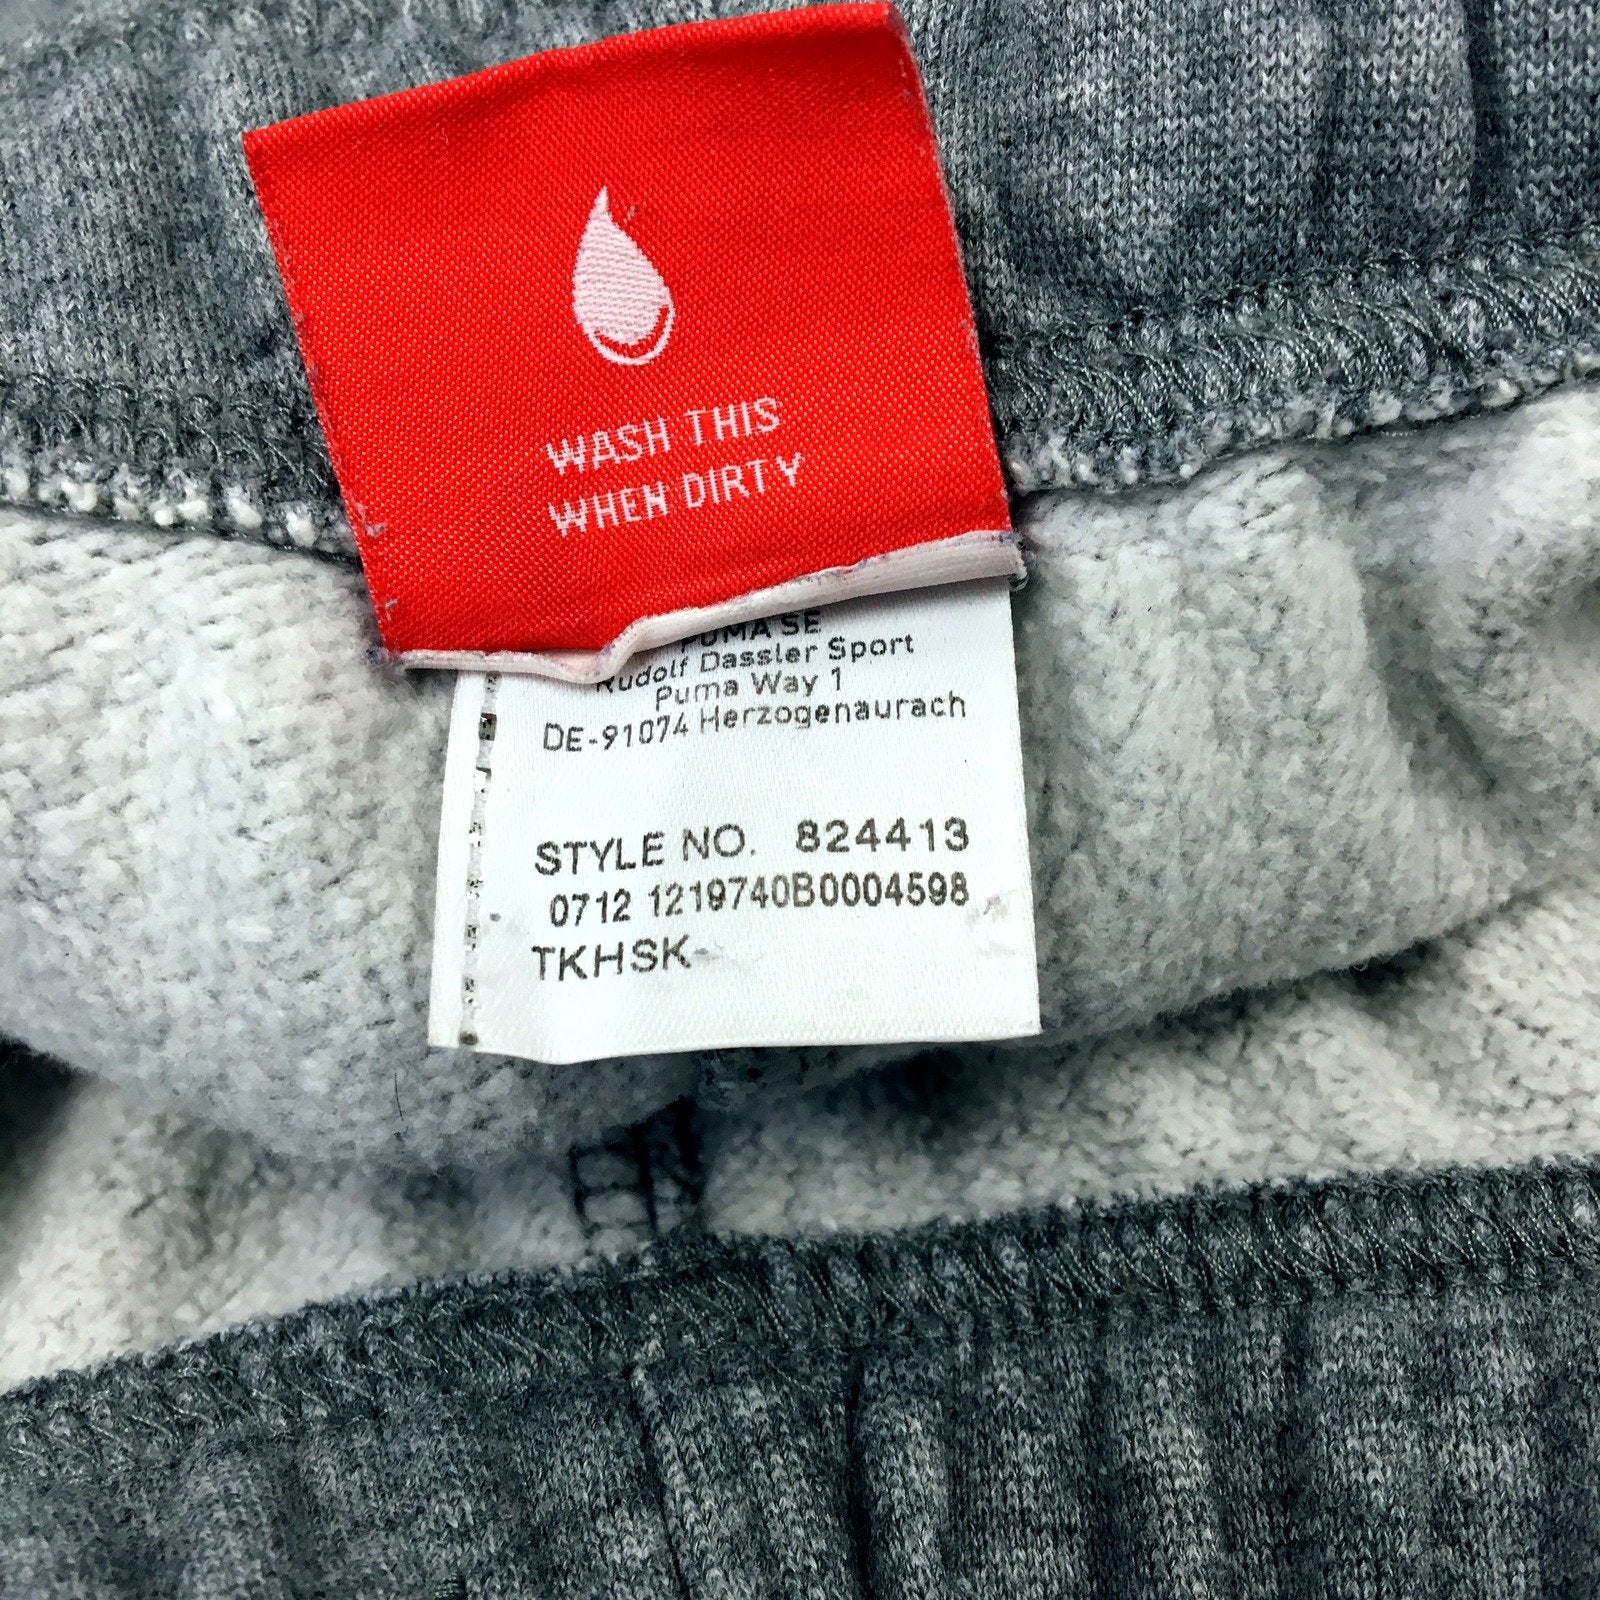 WASH THIS
WHEN DIRTY
PUMA SE
Rudolf Dassler Sport
Puma Way 1
DE-91074 Herzogenaurach
STYLE NO. 824413
0712 1219740B0004598
TKHSK-